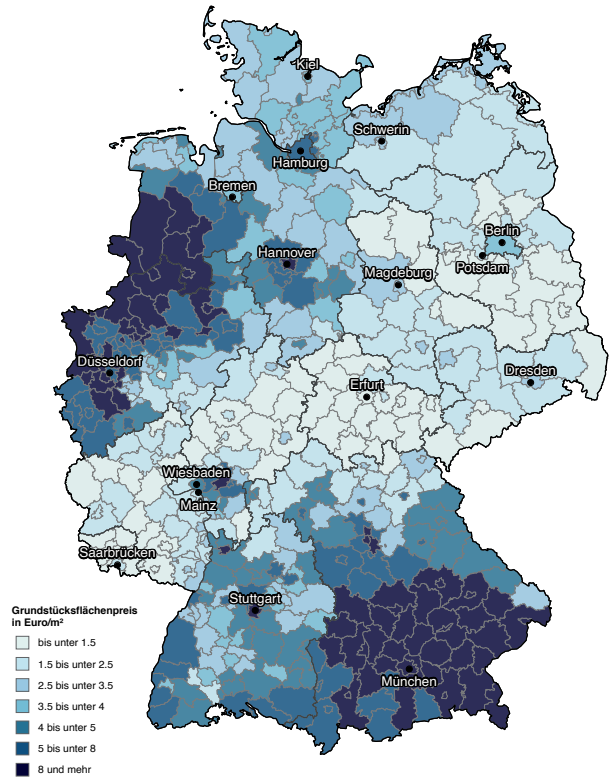 Kiel
Schwerin
Hamburg
Bremen
Berlin
Hannover
Potsdam
Magdeburg
Düsseldorf
Dresden
Erfurt
Wiesbaden
Mainz
Saarbrücken
Stuttgart
München
Grundstücksflächenpreis
in Euro/m²
bis unter 1.5
1.5 bis unter 2.5
2.5 bis unter 3.5
3.5 bis unter 4
4 bis unter 5
5 bis unter 8
8 und mehr